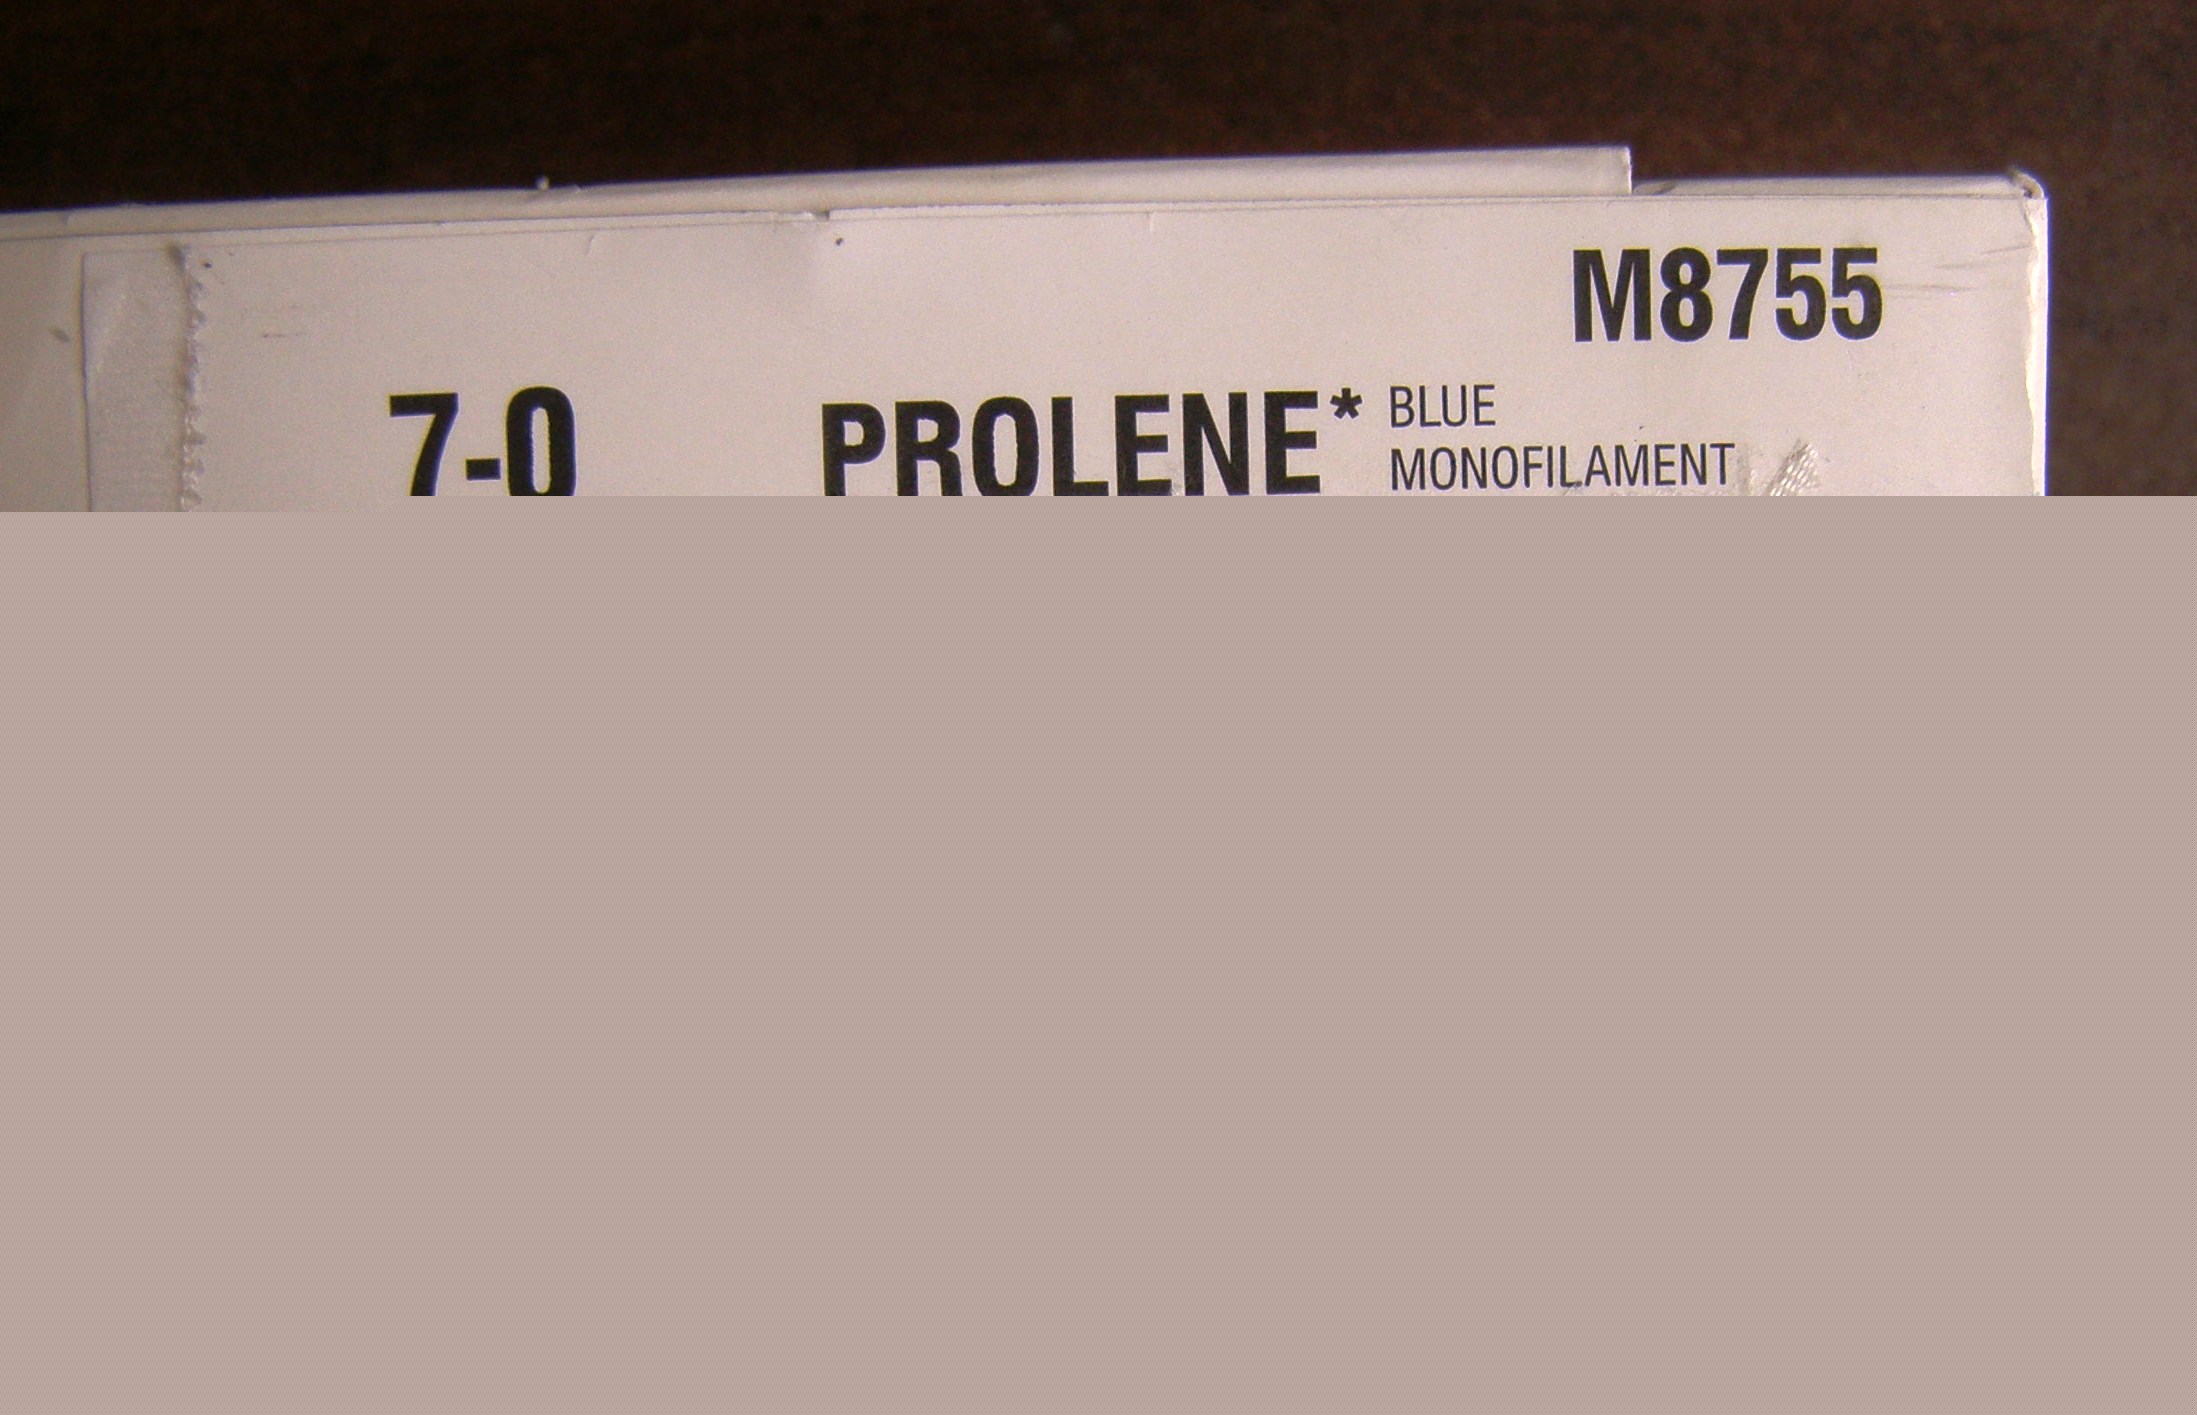 M8755
7-0 PROLENE* BLUE
MONOFILAMENT